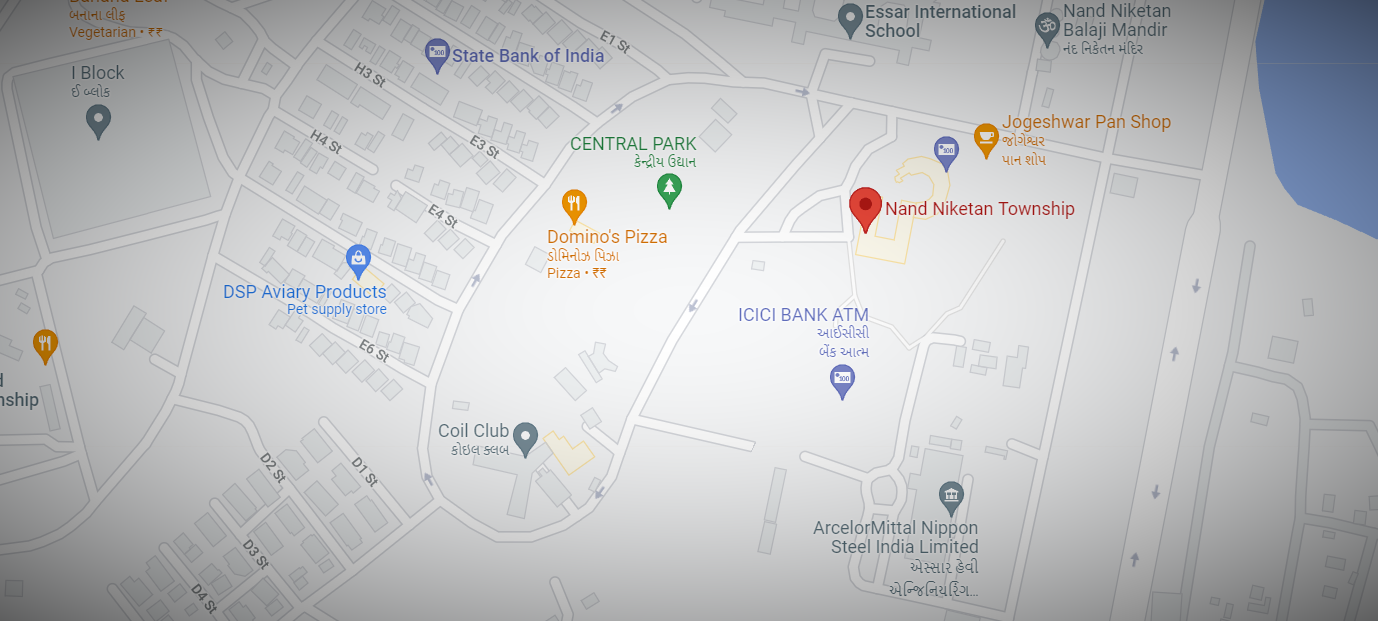 બનાના લીફ
Vegetarian • ₹₹
Essar International
School
Nand Niketan
Balaji Mandir
નંદ નિકેતન મંદિર
E1 St
State Bank of India
I Block
ઈ બ્લોક
H3 St
Jogeshwar Pan Shop
જોગેશ્વર
પાન શોપ
H4 St
E3 St
CENTRAL PARK
કેન્દ્રીય ઉદ્યાન
Nand Niketan Township
E4 St
Domino's Pizza
ડોમિનોઝ પિઝા
Pizza • ₹₹
DSP Aviary Products
Pet supply store
ICICI BANK ATM
આઈસીસી
બેંક આત્મ
E6 St
Coil Club
કોઇલ ક્લબ
D2 St
D1 St
ArcelorMittal Nippon
Steel India Limited
એસ્સાર હેવી
એન્જિનિયરિંગ...
D3 St
D4 St